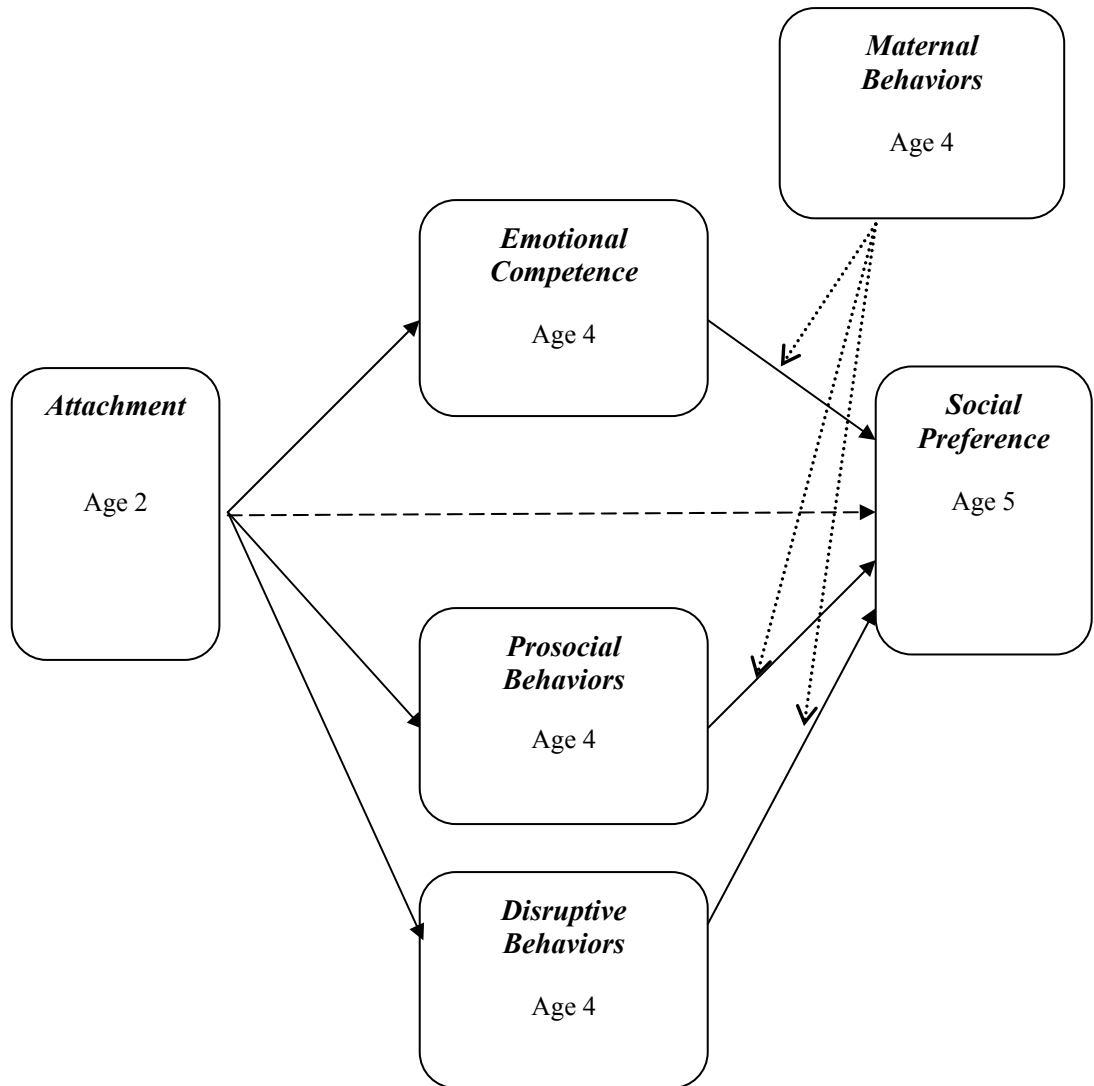 Maternal
Behaviors
Age 4
Emotional
Competence
Age 4
Attachment
Age 2
Social
Preference
Age 5
Prosocial
Behaviors
Age 4
Disruptive
Behaviors
Age 4